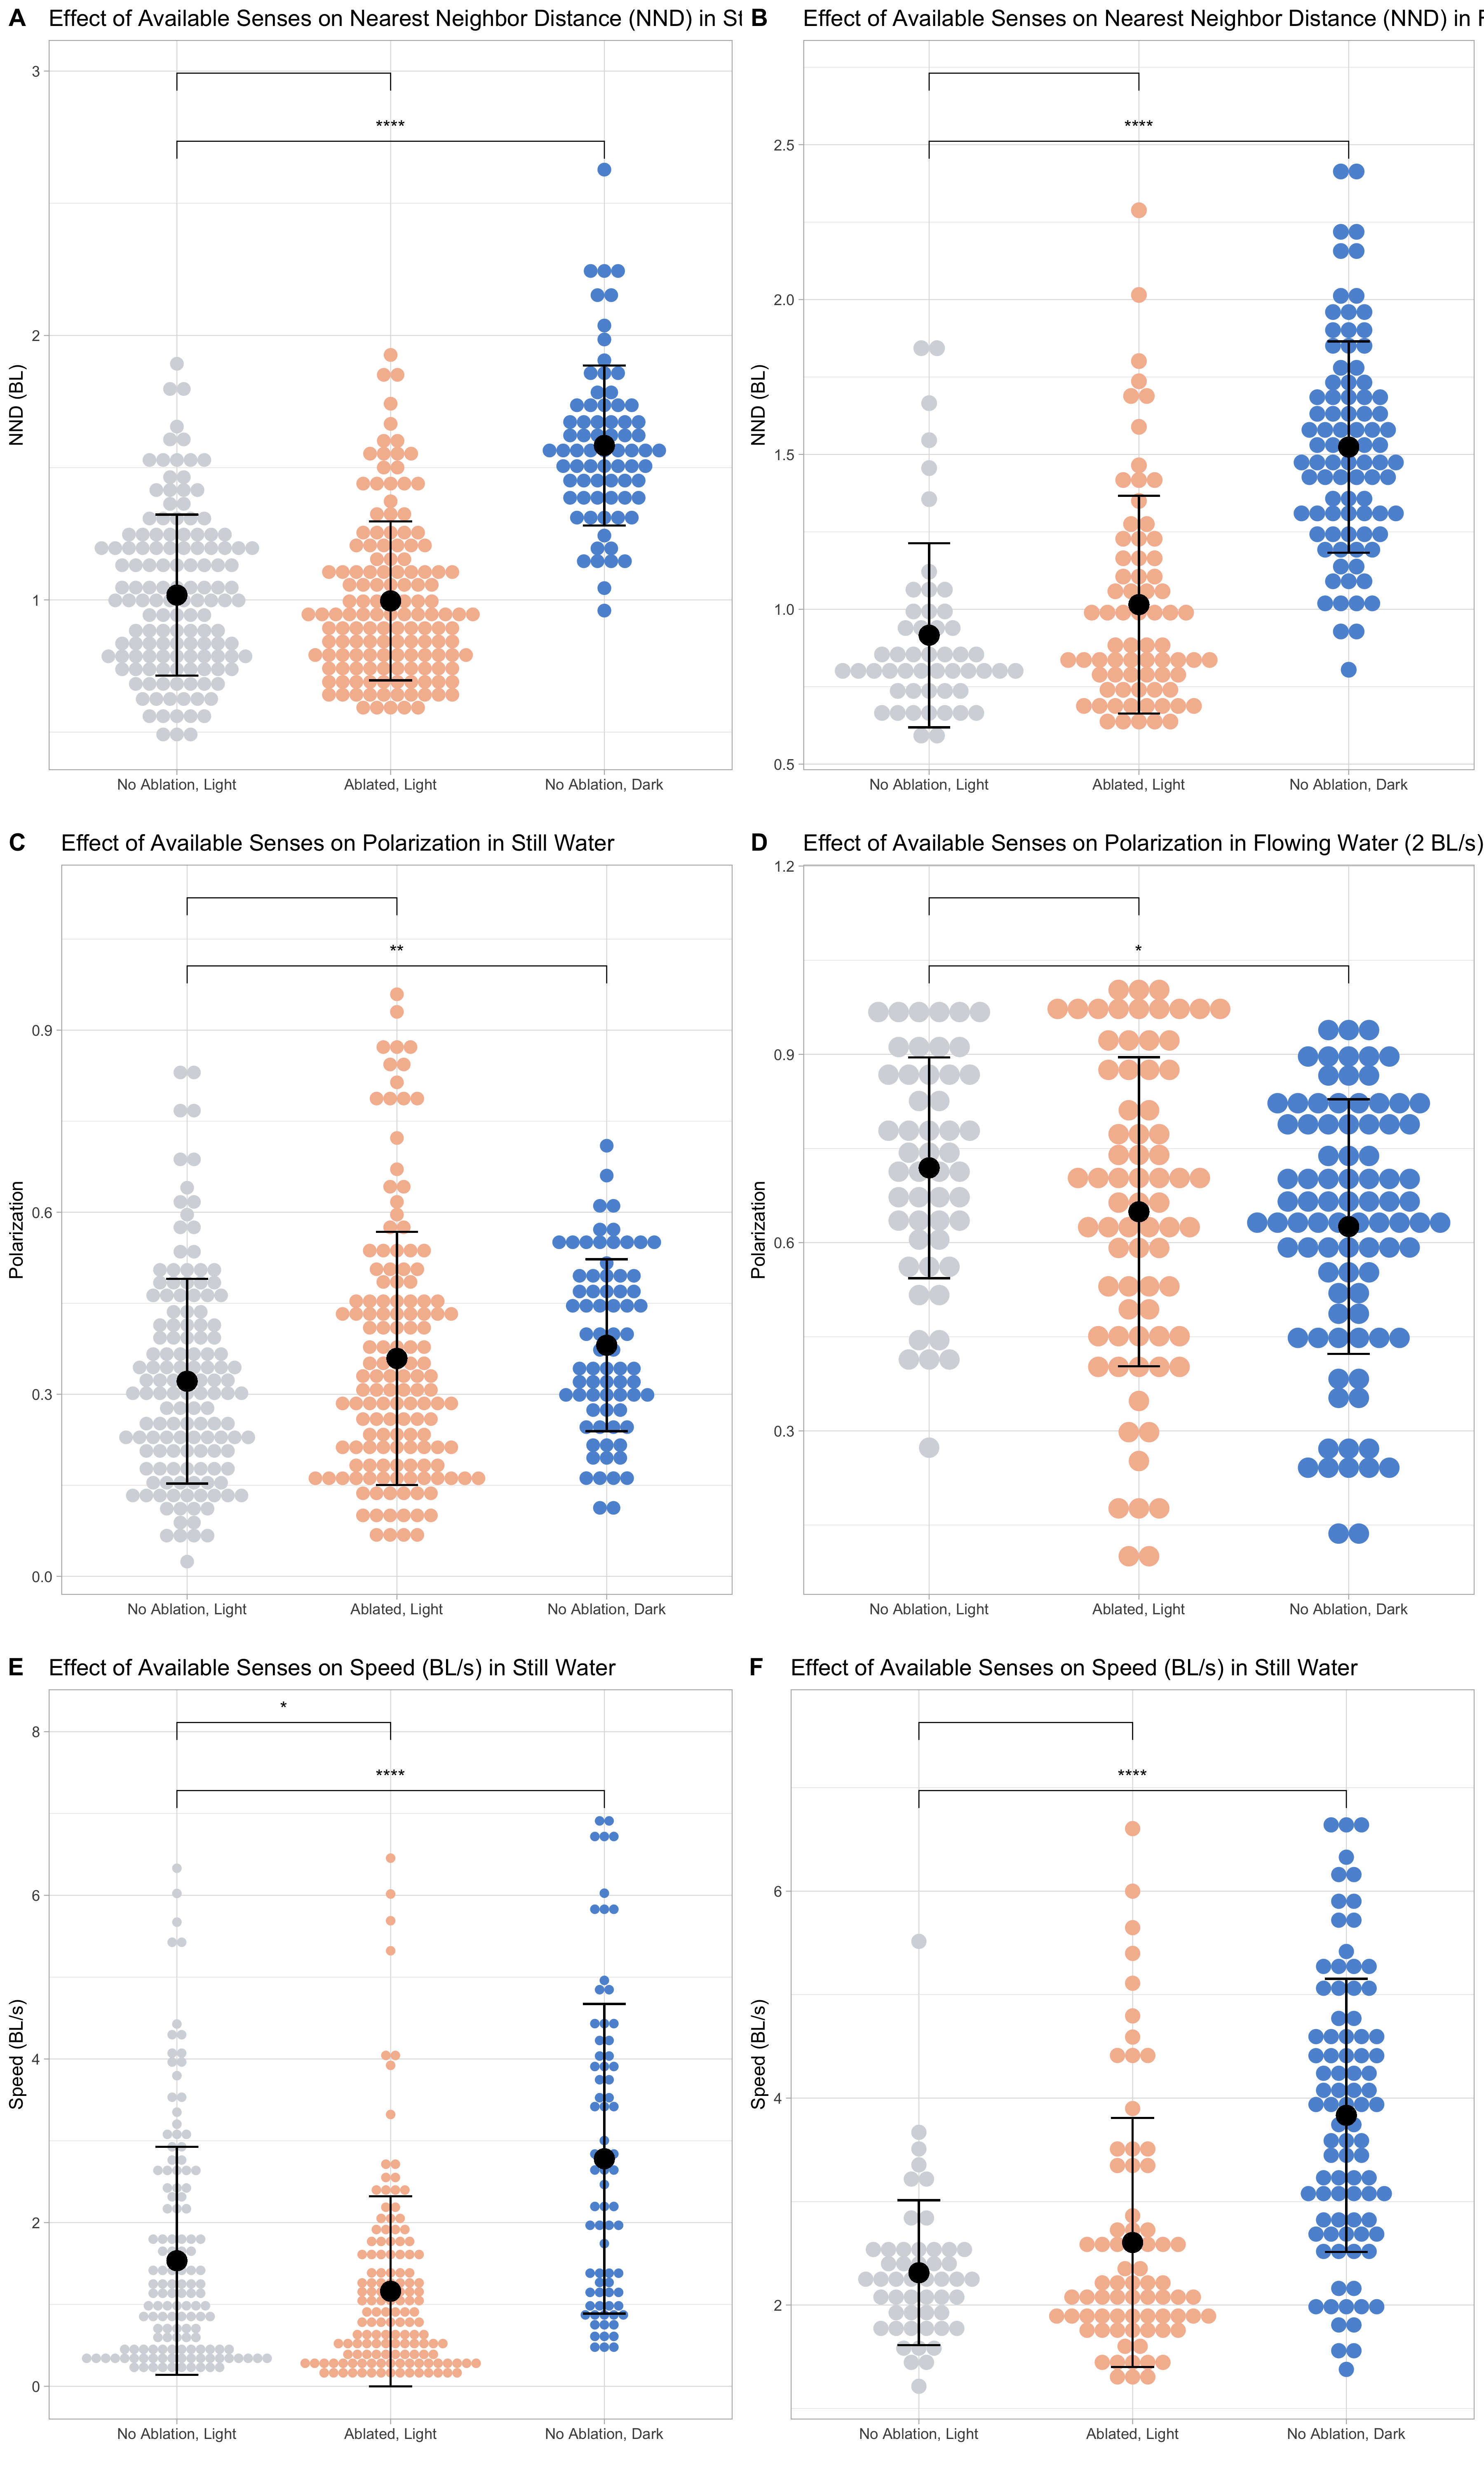 A Effect of Available Senses on Nearest Neighbor Distance (NND) in St
3
2
1
NND (BL)
****
No Ablation, Light
Ablated, Light
No Ablation, Dark
B Effect of Available Senses on Nearest Neighbor Distance (NND) in F
2.5
2.0
1.5
1.0
0.5
NND (BL)
****
No Ablation, Light
Ablated, Light
No Ablation, Dark
C Effect of Available Senses on Polarization in Still Water
0.9
0.6
0.3
0.0
Polarization
**
No Ablation, Light
Ablated, Light
No Ablation, Dark
D Effect of Available Senses on Polarization in Flowing Water (2 BL/s)
1.2
0.9
0.6
0.3
Polarization
*
No Ablation, Light
Ablated, Light
No Ablation, Dark
E Effect of Available Senses on Speed (BL/s) in Still Water
8
6
4
2
0
Speed (BL/s)
*
****
No Ablation, Light
Ablated, Light
No Ablation, Dark
F Effect of Available Senses on Speed (BL/s) in Still Water
6
4
2
Speed (BL/s)
****
No Ablation, Light
Ablated, Light
No Ablation, Dark